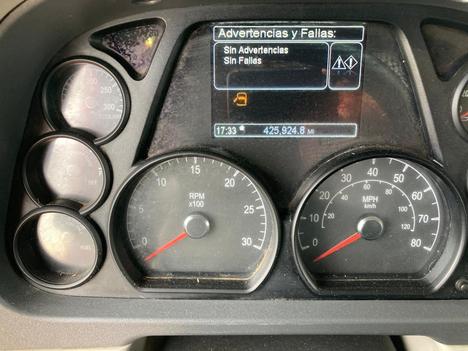 Advertencias y Fallas:
Sin Advertencias
Sin Fallas
17:33 425,924.8 MI
250
300
0 5 10 15 20 25 30
RPM
x100
0 10 20 30 40 50 60 70 80
0 20 40 60 80 100 120
MPH
km/h